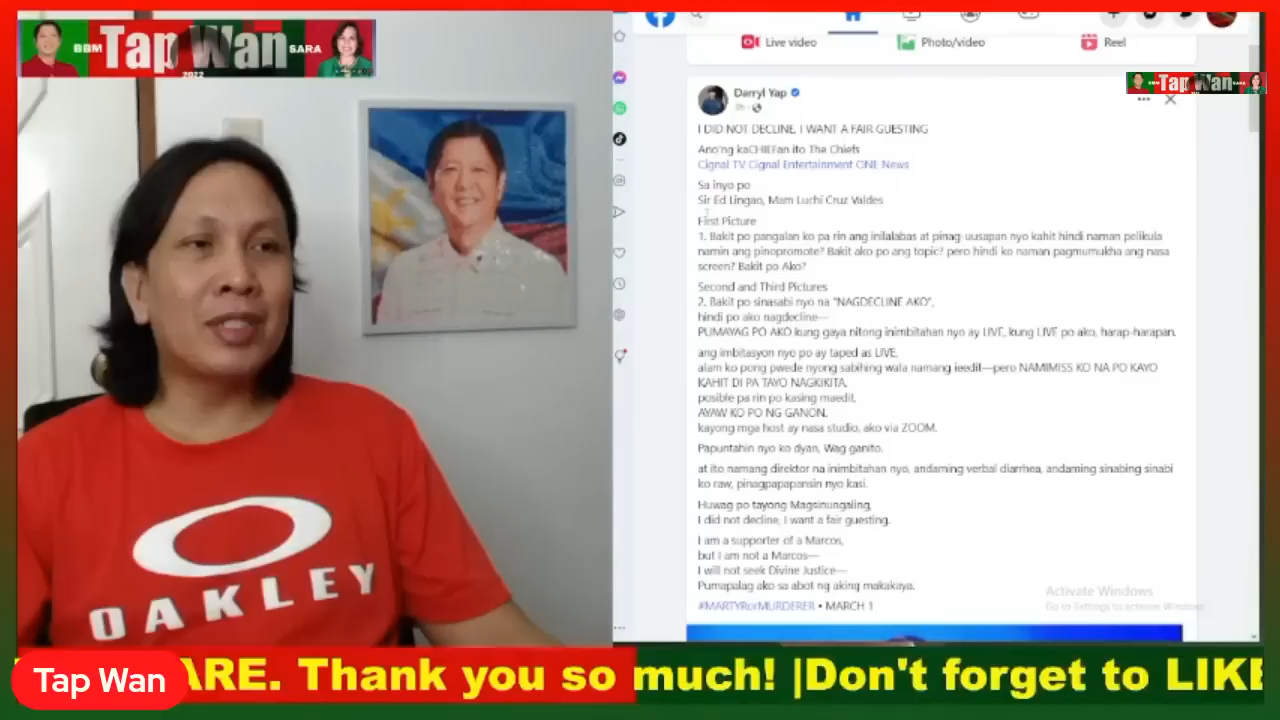 BBM Tap Wan SARA
2022
OAKLEY
Live video
Photo/video
Reel
BBM Tap Wan SARA
Darryl Yap
I DID NOT DECLINE, I WANT A FAIR GUESTING
Ano'ng kaCHIEFan ito The Chiefs
Cignal TV Cignal Entertainment ONE News
Sa inyo po
Sir Ed Lingao, Mam Luchi Cruz Valdes
First Picture
1. Bakit po pangalan ko pa rin ang inilalabas at pinag-uusapan nyo kahit hindi naman pelikula
namin ang pinopromote? Bakit ako po ang topic? pero hindi ko naman pagmumukha ang nasa
screen? Bakit po Ako?
Second and Third Pictures
2. Bakit po sinasabi nyo na "NAGDECLINE AKO",
hindi po ako nagdecline—
PUMAYAG PO AKO kung gaya nitong inimbitahan nyo ay LIVE, kung LIVE po ako, harap-harapan.
ang imbitasyon nyo po ay taped as LIVE,
alam ko pong pwede nyong sabihing wala namang ieedit—pero NAMIMISS KO NA PO KAYO
KAHIT DI PA TAYO NAGKIKITA.
posible pa rin po kasing maedit,
AYAW KO PO NG GANON.
kayong mga host ay nasa studio, ako via ZOOM.
Papuntahin nyo ko dyan, Wag ganito.
at ito namang direktor na inimbitahan nyo, andaming verbal diarrhea, andaming sinabing sinabi
ko raw, pinagpapapansin nyo kasi.
Huwag po tayong Magsinungaling,
I did not decline, I want a fair guesting.
I am a supporter of a Marcos,
but I am not a Marcos—
I will not seek Divine Justice—
Pumapalag ako sa abot ng aking makakaya.
#MARTYRorMURDERER • MARCH 1
Activate Windows
Go to Settings to activate Windows.
Tap Wan
ARE. Thank you so much! |Don't forget to LIKE